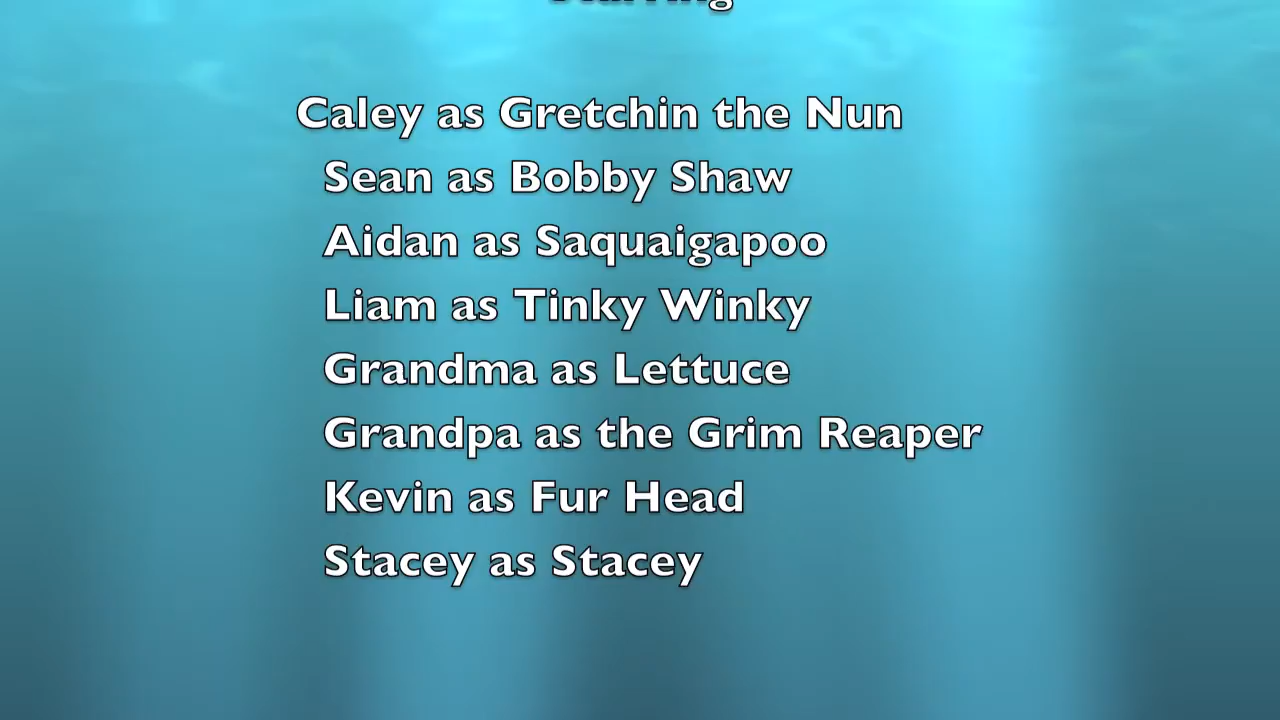 Starring
Caley as Gretchin the Nun
Sean as Bobby Shaw
Aidan as Saquaigapoo
Liam as Tinky Winky
Grandma as Lettuce
Grandpa as the Grim Reaper
Kevin as Fur Head
Stacey as Stacey